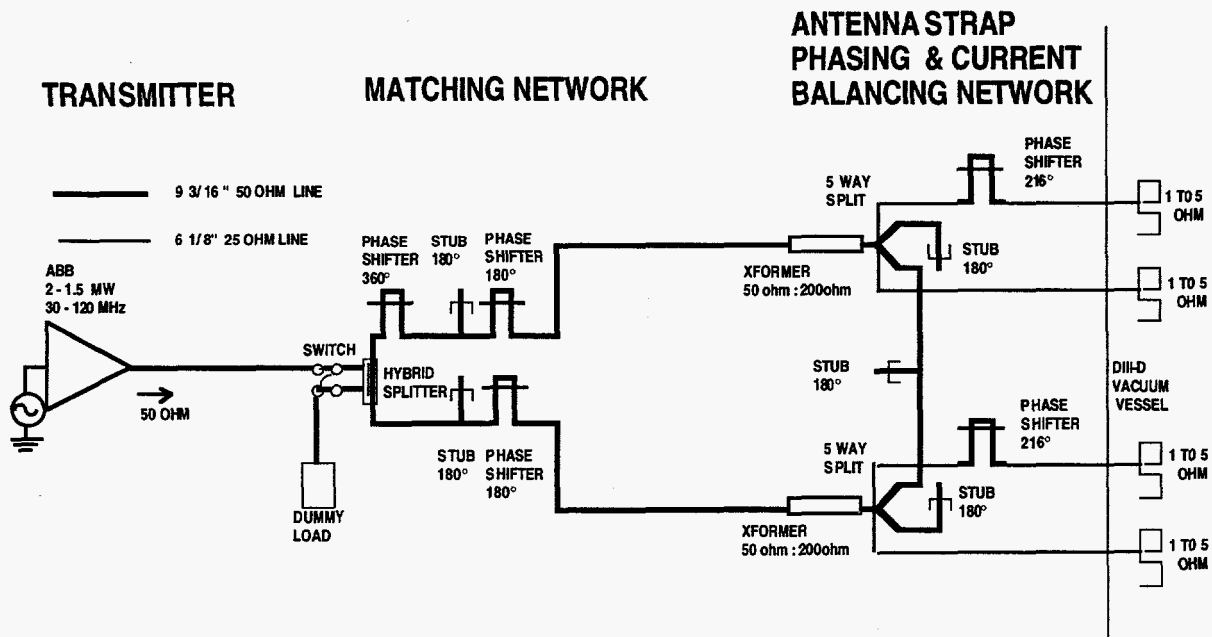 ANTENNA STRAP
PHASING & CURRENT
BALANCING NETWORK
TRANSMITTER
MATCHING NETWORK
9 3/16 " 50 OHM LINE
6 1/8" 25 OHM LINE
ABB
2 - 1.5 MW
30 - 120 MHz
50 OHM
SWITCH
DUMMY
LOAD
HYBRID
SPLITTER
PHASE
SHIFTER
360°
STUB
180°
PHASE
SHIFTER
180°
STUB
180°
PHASE
SHIFTER
180°
XFORMER
50 ohm : 200ohm
5 WAY
SPLIT
STUB
180°
PHASE
SHIFTER
216°
1 TO 5
OHM
1 TO 5
OHM
STUB
180°
DIII-D
VACUUM
VESSEL
XFORMER
50 ohm : 200ohm
5 WAY
SPLIT
STUB
180°
PHASE
SHIFTER
216°
1 TO 5
OHM
1 TO 5
OHM